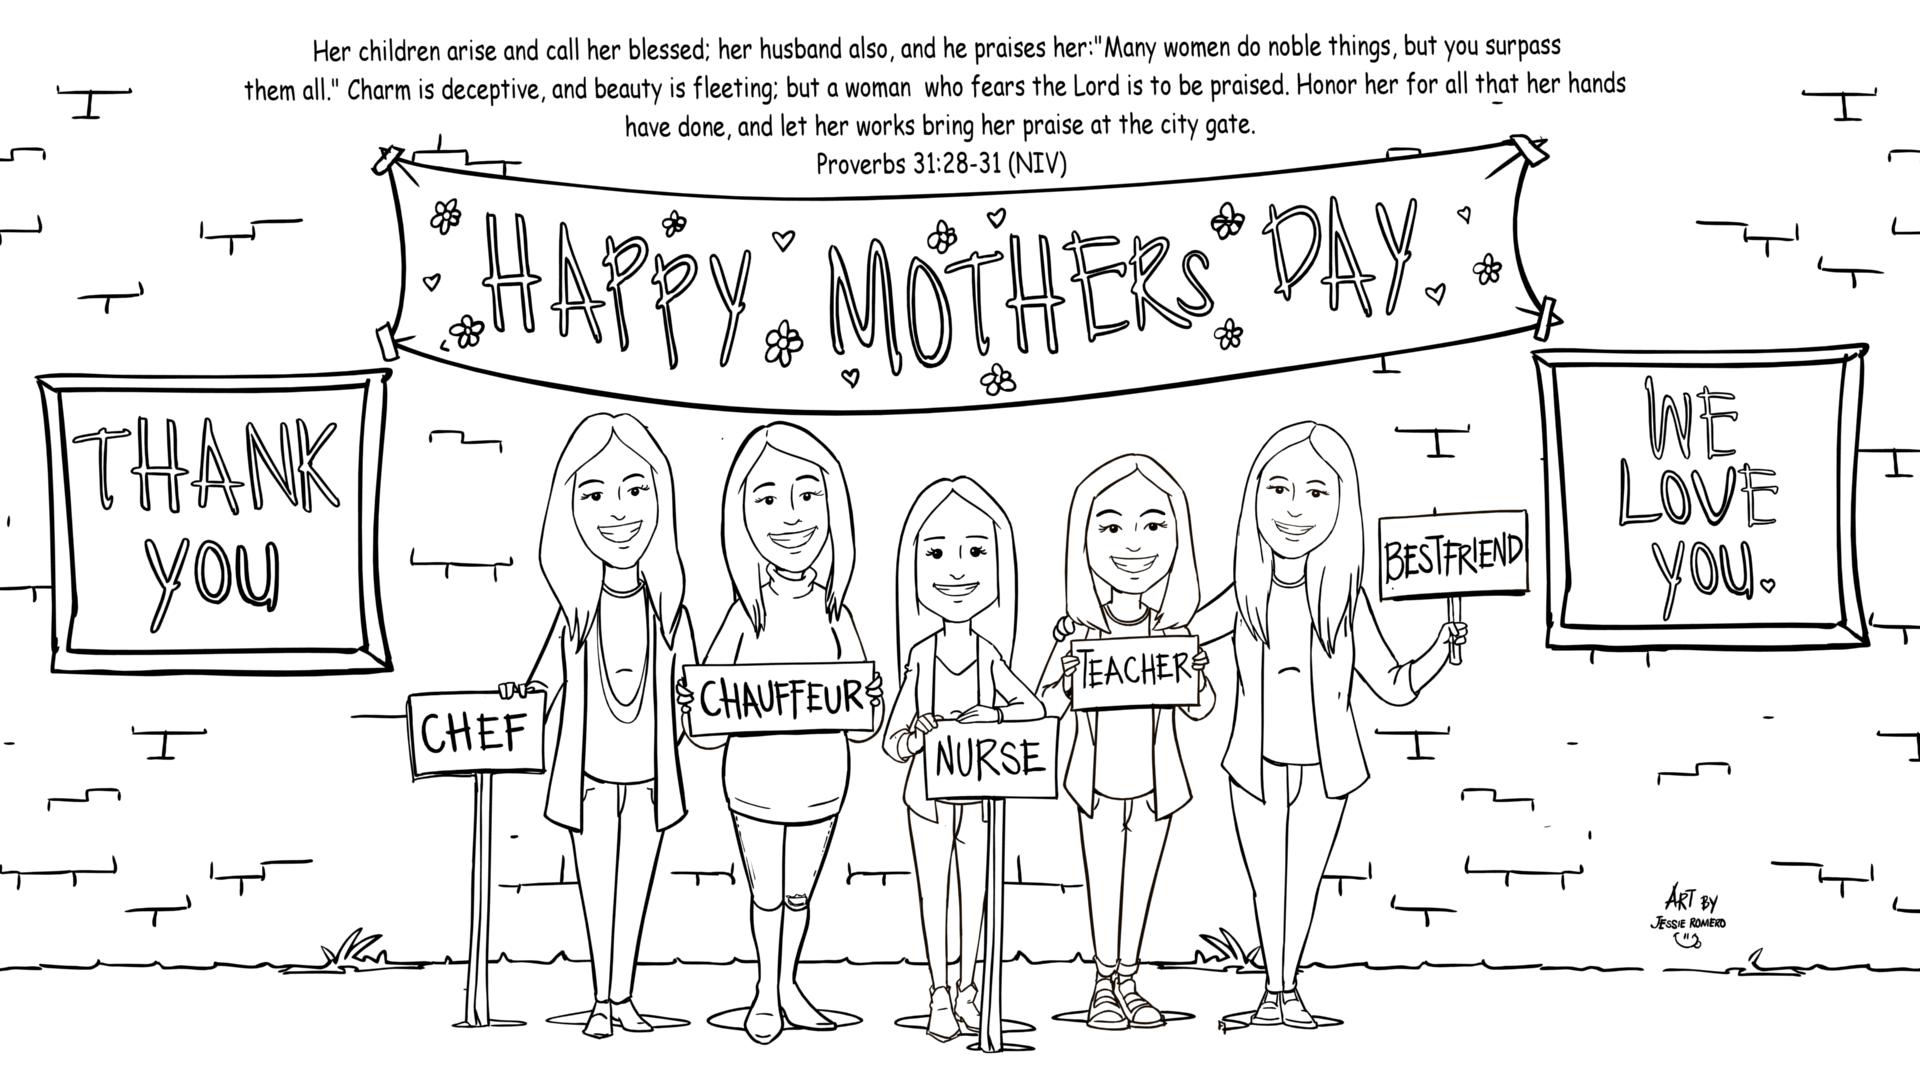 Her children arise and call her blessed; her husband also, and he praises her:"Many women do noble things, but you surpass
them all." Charm is deceptive, and beauty is fleeting; but a woman who fears the Lord is to be praised. Honor her for all that her hands
have done, and let her works bring her praise at the city gate.
Proverbs 31:28-31 (NIV)
HAPPY MOTHERS DAY
THANK
YOU
WE
LOVE
YOU.
CHEF
CHAUFFEUR
NURSE
TEACHER
BESTFRIEND
ART BY
JESSIE ROMERO